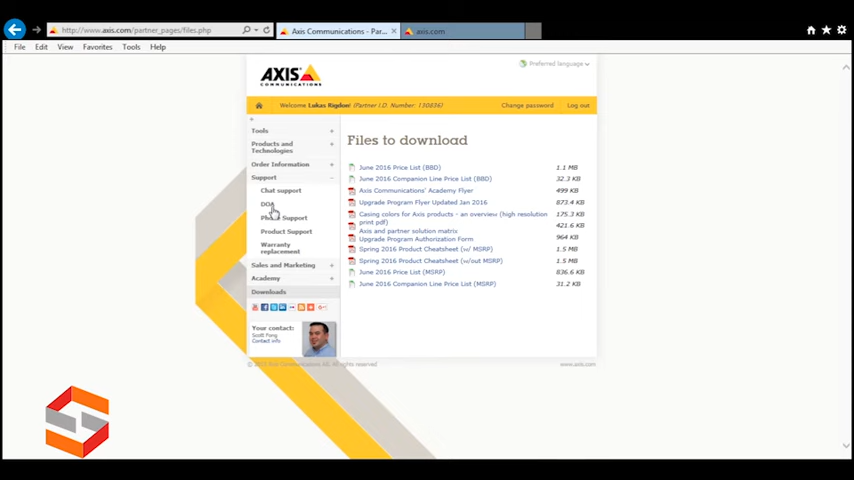 http://www.axis.com/partner_pages/files.php
Axis Communications - Par...
axis.com
File Edit View Favorites Tools Help
AXIS
COMMUNICATIONS
Preferred language
Welcome Lukas Rigdon! (Partner I.D. Number: 130836)
Change password
Log out
Tools +
Products and
Technologies +
Order Information +
Support -
Chat support
DOA
Phone Support
Product Support
Warranty
replacement
Sales and Marketing +
Academy +
Downloads
Your contact:
Scott Fong
Contact info
Files to download
June 2016 Price List (BBD) 1.1 MB
June 2016 Companion Line Price List (BBD) 32.3 KB
Axis Communications' Academy Flyer 499 KB
Upgrade Program Flyer Updated Jan 2016 873.4 KB
Casing colors for Axis products - an overview (high resolution 175.3 KB
print pdf)
Axis and partner solution matrix 421.6 KB
Upgrade Program Authorization Form 964 KB
Spring 2016 Product Cheatsheet (w/ MSRP) 1.5 MB
Spring 2016 Product Cheatsheet (w/out MSRP) 1.5 MB
June 2016 Price List (MSRP) 836.6 KB
June 2016 Companion Line Price List (MSRP) 31.2 KB
Axis Communications AB, All rights reserved
www.axis.com